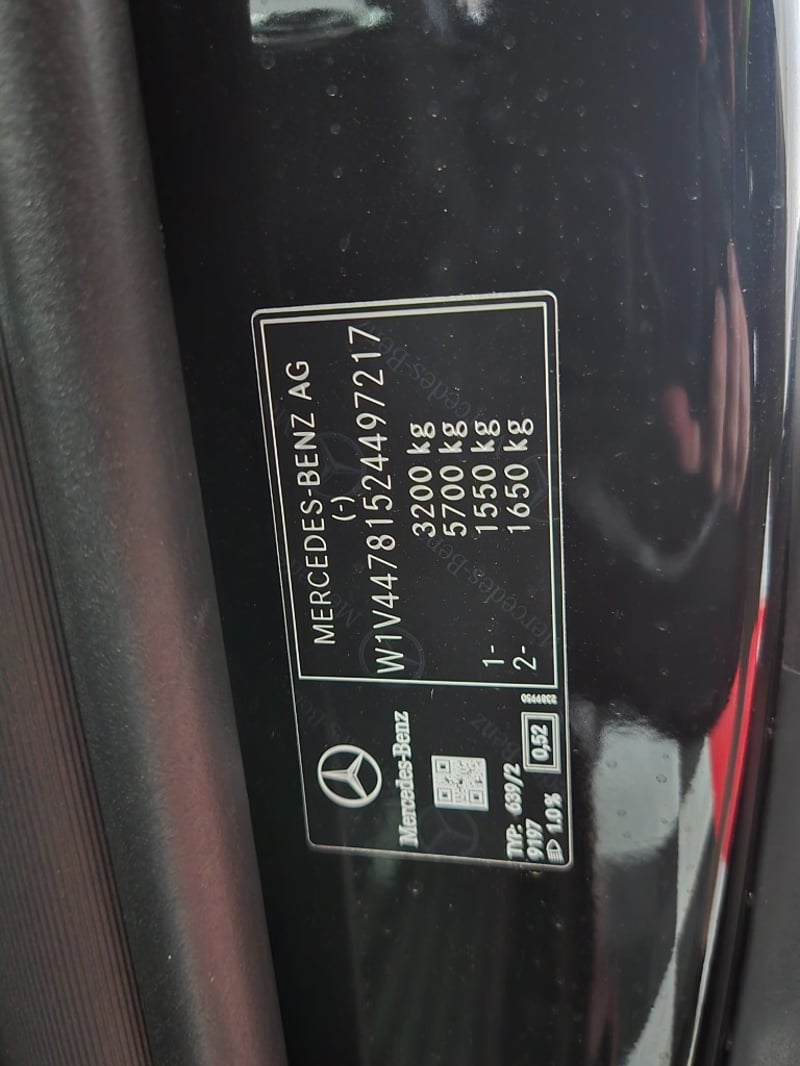 MERCEDES-BENZ AG
(-)
W1V44781524497217
3200 kg
5700 kg
1- 1550 kg
2- 1650 kg
Mercedes-Benz
TYP: 639/2
9197
1.0%
0,52
2389950